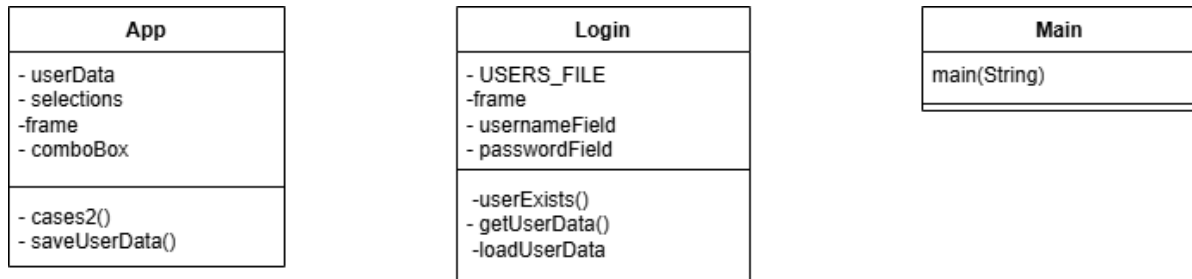 App
- userData
- selections
-frame
- comboBox
- cases2()
- saveUserData()
Login
- USERS_FILE
-frame
- usernameField
- passwordField
-userExists()
- getUserData()
-loadUserData
Main
main(String)